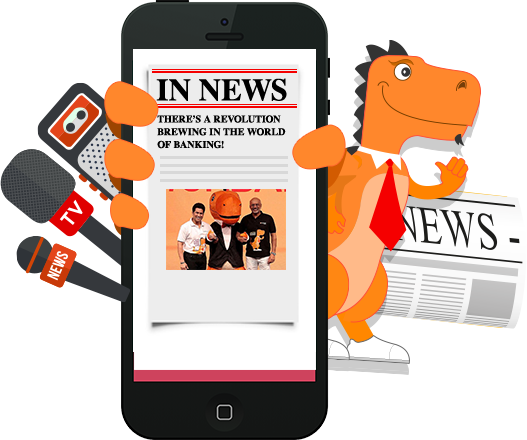 IN NEWS
THERE'S A REVOLUTION
BREWING IN THE WORLD
OF BANKING!
TV
NEWS
NEWS -